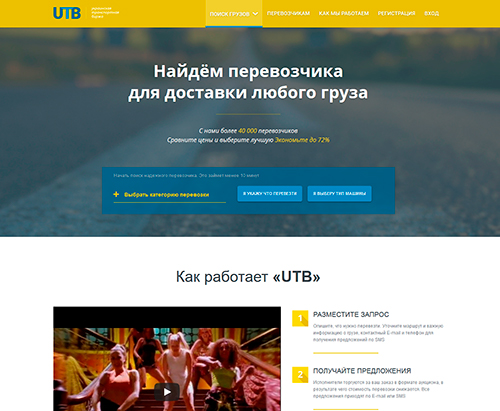 UTB
украинская
транспортная
биржа
ПОИСК ГРУЗОВ
ПЕРЕВОЗЧИКАМ
КАК МЫ РАБОТАЕМ
РЕГИСТРАЦИЯ
ВХОД
Найдём перевозчика
для доставки любого груза
С нами более 40 000 перевозчиков
Сравните цены и выберите лучшую Экономьте до 72%
Начать поиск надежного перевозчика. Это займет менее 10 минут
+ Выбрать категорию перевозки
Я УКАЖУ ЧТО ПЕРЕВЕЗТИ
Я ВЫБЕРУ ТИП МАШИНЫ
Как работает «UTB»
1
РАЗМЕСТИТЕ ЗАПРОС
Опишите, что нужно перевезти. Уточните маршрут и важную
информацию о грузе, контактный E-mail и телефон для
получения предложений по SMS
2
ПОЛУЧАЙТЕ ПРЕДЛОЖЕНИЯ
Исполнители торгуются за ваш заказ в формате аукциона, в
результате чего стоимость перевозки снижается. Все
предложения приходят по E-mail или SMS